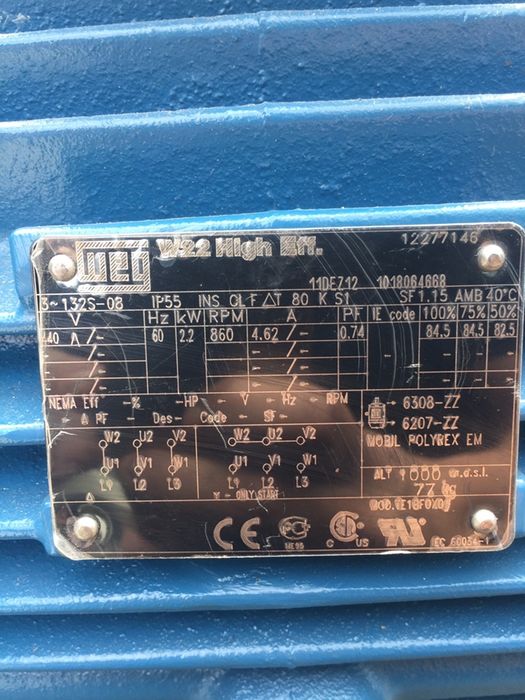 WEG W22 High Eff. 12277146
11DEZ12 1018064668
3~132S-08 IP55 INS CL F ΔT 80 K S1 SF1.15 AMB40°C
V Hz kW RPM A PF IE code 100% 75% 50%
440 Δ/- 60 2.2 860 4.62/- 0.74 - 84.5 84.5 82.5
-/- -/-
-/- -/-
-/- -/-
NEMA Eff -% -HP - V -Hz - RPM
- A PF - Des- Code - SF-
6308-ZZ
6207-ZZ
MOBIL POLYREX EM
W2 U2 V2 W2 U2 V2
U1 V1 W1 U1 V1 W1
L1 L2 L3 L1 L2 L3
Δ Y - ONLY START
ALT 1000 m.a.s.l.
77 kg
CE ME95 C US
IEC 60034-1